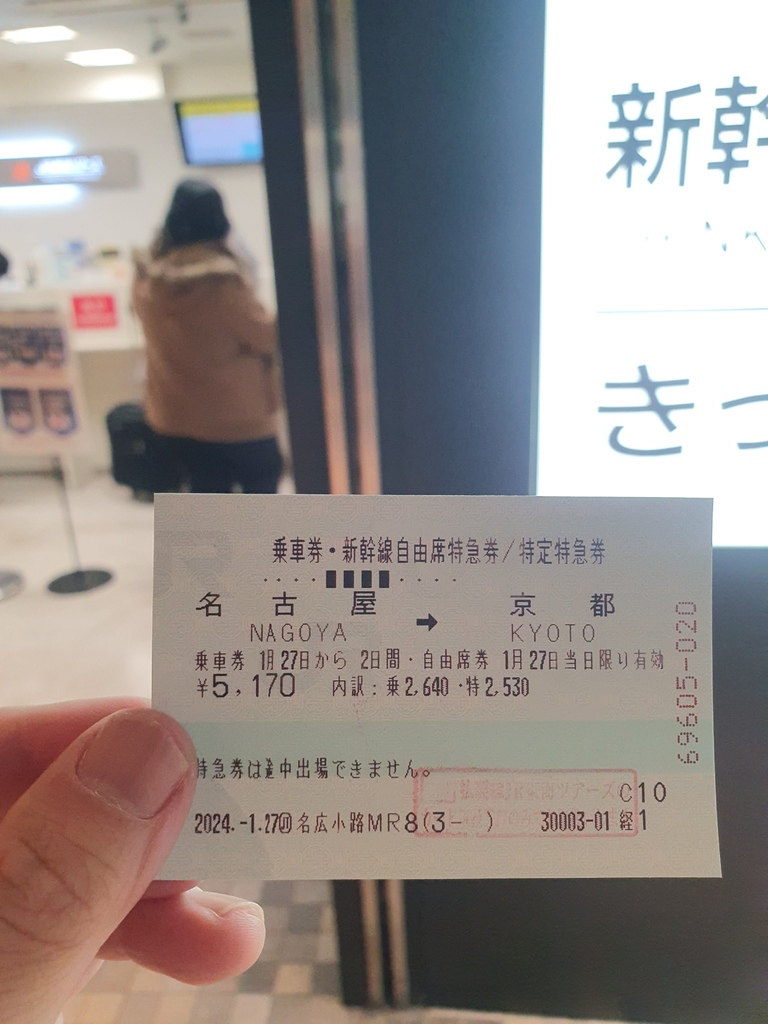 新幹
きっ
乗車券・新幹線自由席特急券/特定特急券
名古屋 → 京都
NAGOYA KYOTO
乗車券 1月27日から 2日間・自由席券 1月27日当日限り有効
¥5,170 内訳:乗2,640・特2,530
特急券は途中出場できません。
C10
2024.-1.27 名広小路MR8(3- ) 30003-01 経1
69605-020